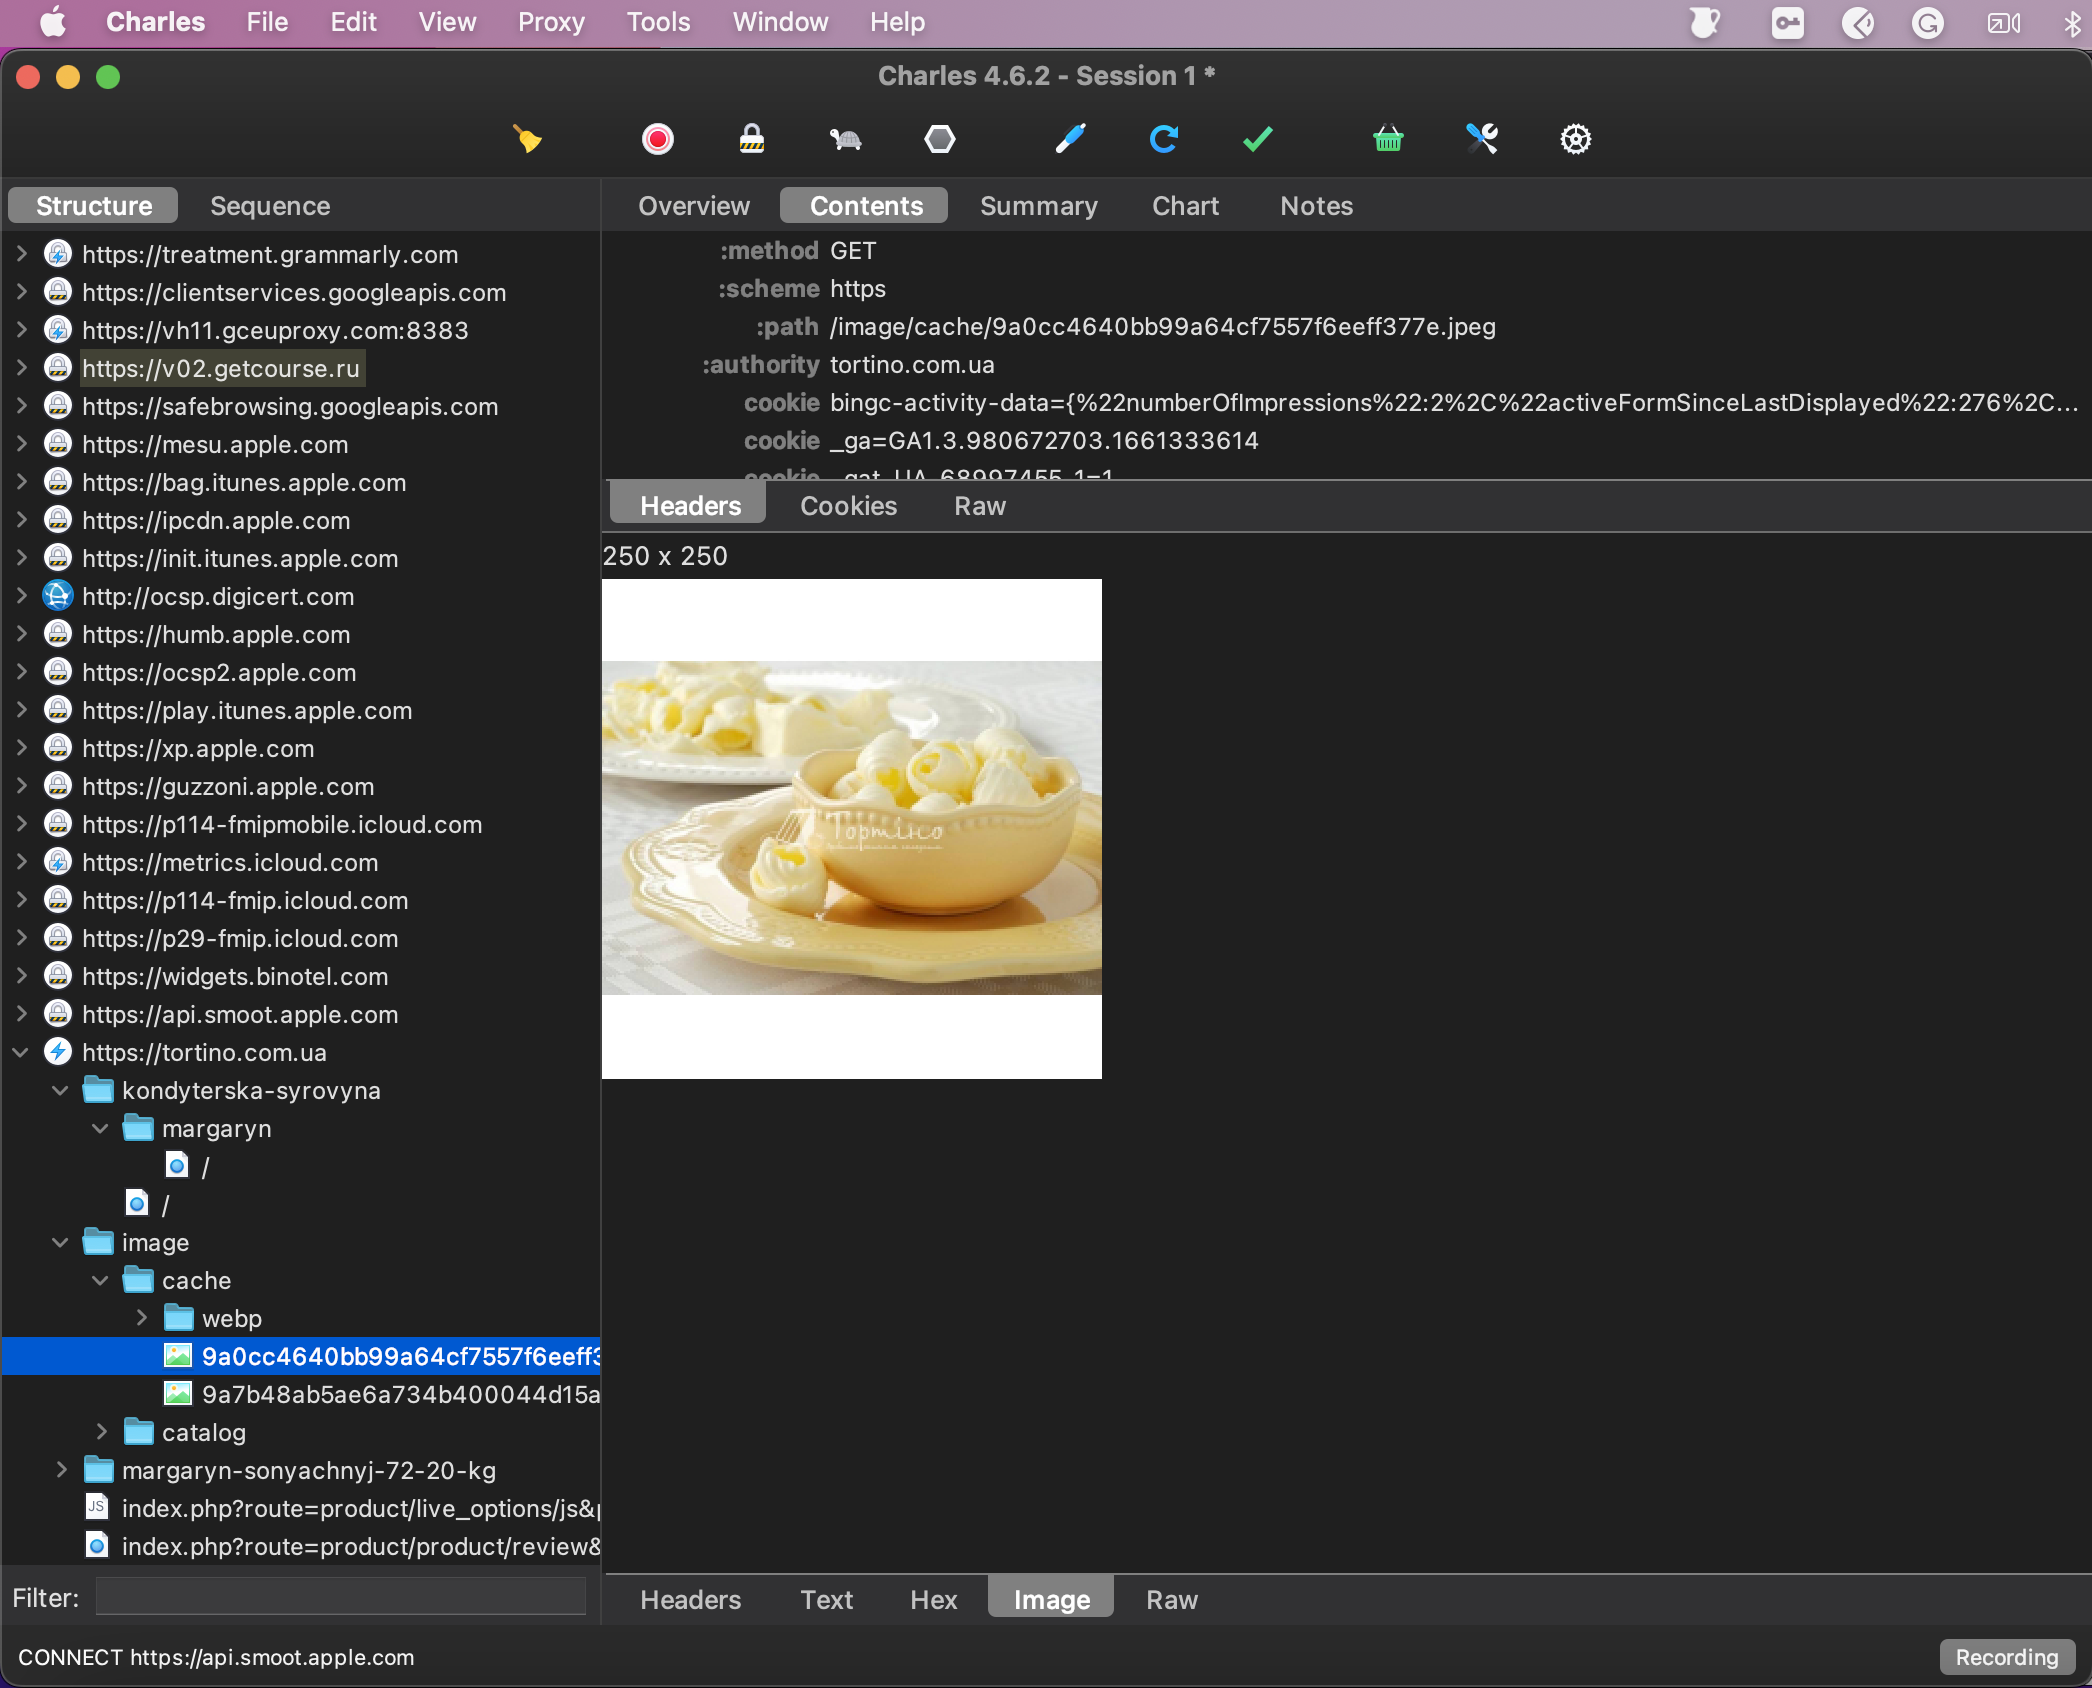 Charles File Edit View Proxy Tools Window Help
Charles 4.6.2 - Session 1 *
Structure Sequence
Overview Contents Summary Chart Notes
https://treatment.grammarly.com
https://clientservices.googleapis.com
https://vh11.gceuproxy.com:8383
https://v02.getcourse.ru
https://safebrowsing.googleapis.com
https://mesu.apple.com
https://bag.itunes.apple.com
https://ipcdn.apple.com
https://init.itunes.apple.com
http://ocsp.digicert.com
https://humb.apple.com
https://ocsp2.apple.com
https://play.itunes.apple.com
https://xp.apple.com
https://guzzoni.apple.com
https://p114-fmipmobile.icloud.com
https://metrics.icloud.com
https://p114-fmip.icloud.com
https://p29-fmip.icloud.com
https://widgets.binotel.com
https://api.smoot.apple.com
https://tortino.com.ua
kondyterska-syrovyna
margaryn
/
/
image
cache
webp
9a0cc4640bb99a64cf7557f6eeff3
9a7b48ab5ae6a734b400044d15a
catalog
margaryn-sonyachnyj-72-20-kg
JS index.php?route=product/live_options/js&p
index.php?route=product/product/review&
Filter:
:method GET
:scheme https
:path /image/cache/9a0cc4640bb99a64cf7557f6eeff377e.jpeg
:authority tortino.com.ua
cookie bingc-activity-data={%22numberOfImpressions%22:2%2C%22activeFormSinceLastDisplayed%22:276%2C...
cookie _ga=GA1.3.980672703.1661333614
cookie _gat_UA_68997455_1=1
Headers Cookies Raw
250 x 250
Headers Text Hex Image Raw
CONNECT https://api.smoot.apple.com
Recording